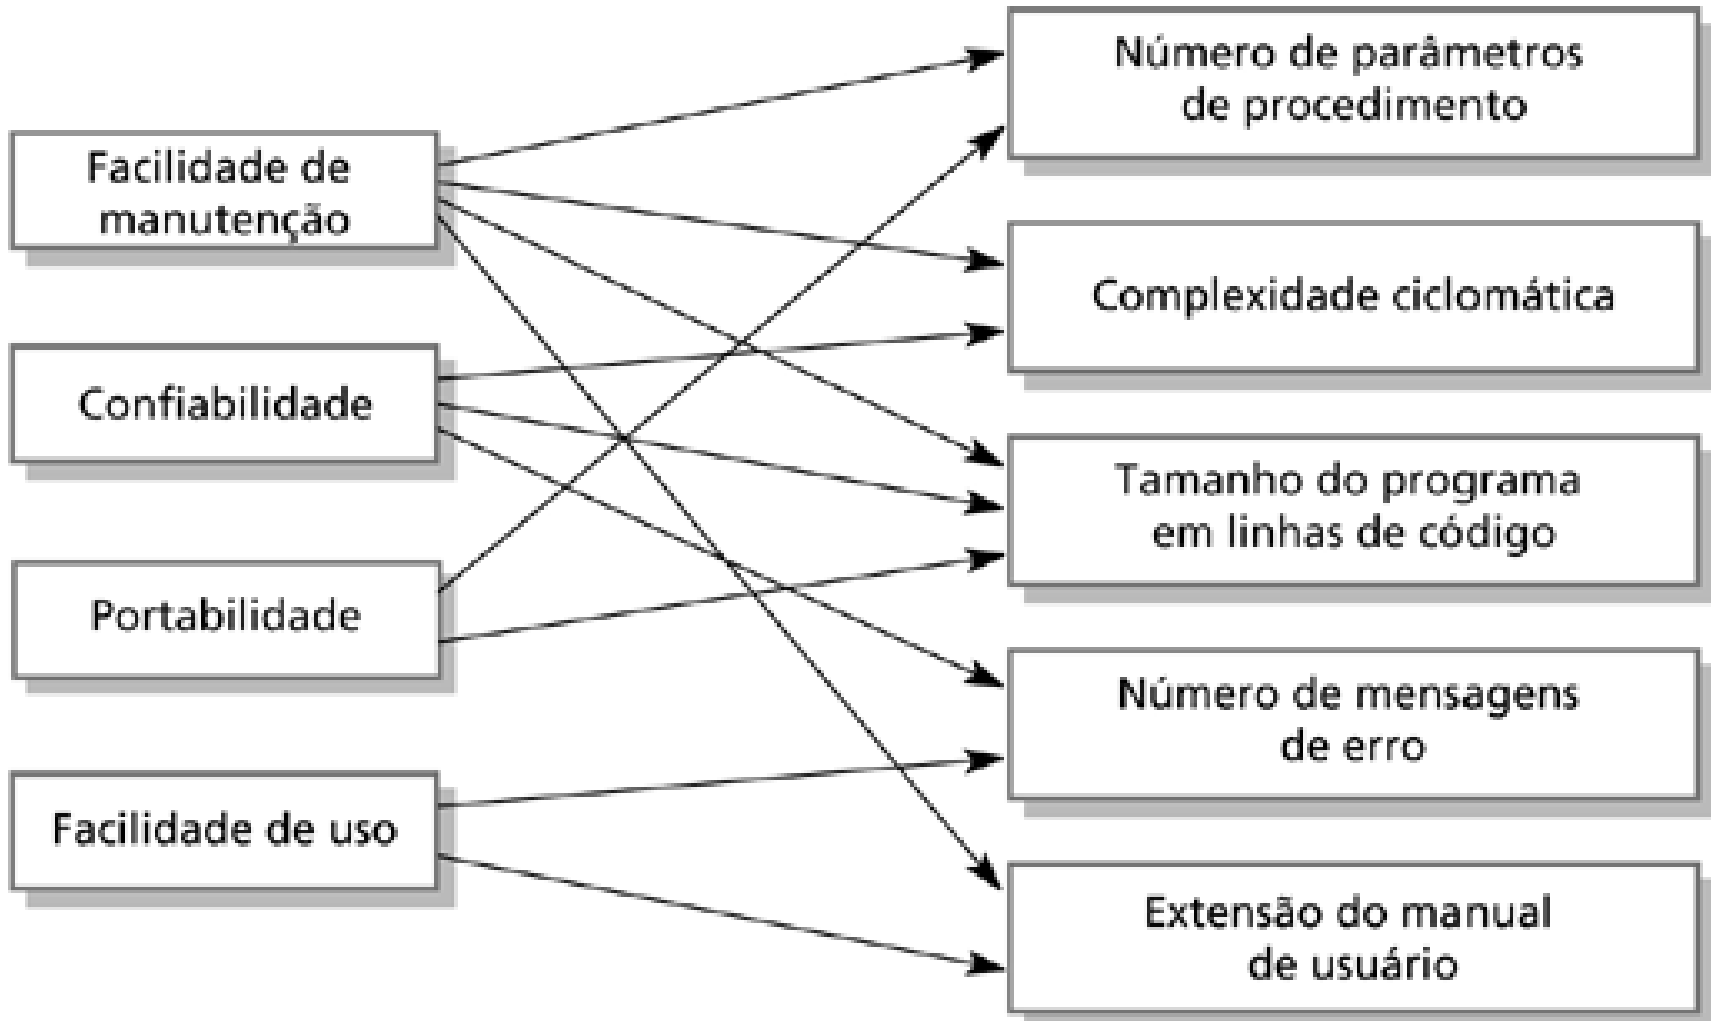 Facilidade de
manutenção
Confiabilidade
Portabilidade
Facilidade de uso
Número de parâmetros
de procedimento
Complexidade ciclomática
Tamanho do programa
em linhas de código
Número de mensagens
de erro
Extensão do manual
de usuário